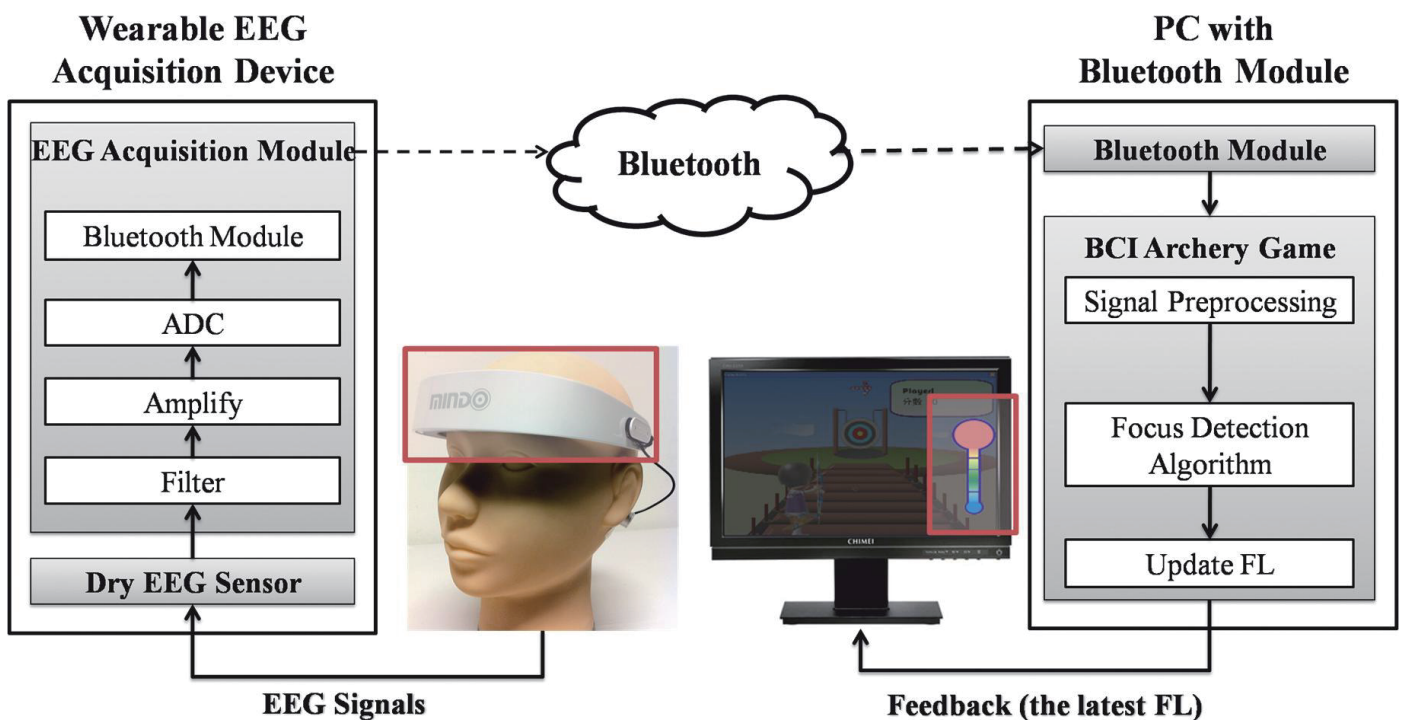 Wearable EEG
Acquisition Device
EEG Acquisition Module
Bluetooth Module
ADC
Amplify
Filter
Dry EEG Sensor
EEG Signals
Bluetooth
MINDO
Played
分數
CHIMEI
Feedback (the latest FL)
PC with
Bluetooth Module
Bluetooth Module
BCI Archery Game
Signal Preprocessing
Focus Detection
Algorithm
Update FL